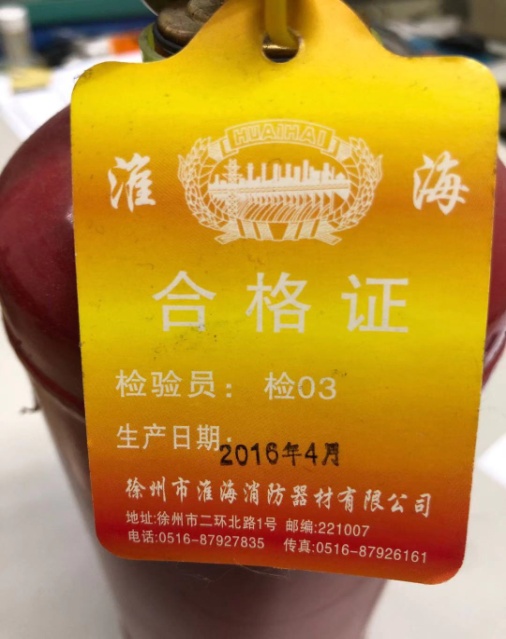 HUAIHAI
淮 海
合格证
检验员: 检03
生产日期: 2016年4月
徐州市淮海消防器材有限公司
地址:徐州市二环北路1号 邮编:221007
电话:0516-87927835 传真:0516-87926161